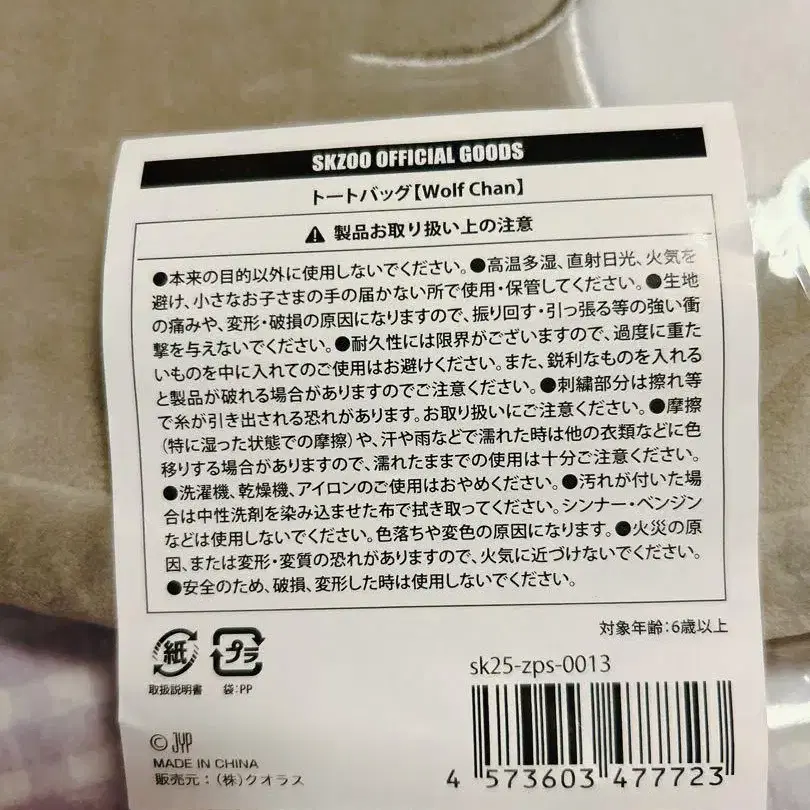 SKZOO OFFICIAL GOODS
トートバッグ【Wolf Chan】
製品お取り扱い上の注意
●本来の目的以外に使用しないでください。●高温多湿、直射日光、火気を
避け、小さなお子さまの手の届かない所で使用・保管してください。●生地
の痛みや、変形・破損の原因になりますので、振り回す・引っ張る等の強い衝
撃を与えないでください。●耐久性には限界がございますので、過度に重た
いものを中に入れてのご使用はお避けください。また、鋭利なものを入れる
と製品が破れる場合がありますのでご注意ください。●刺繍部分は擦れ等
で糸が引き出される恐れがあります。お取り扱いにご注意ください。●摩擦
(特に湿った状態での摩擦)や、汗や雨などで濡れた時は他の衣類などに色
移りする場合がありますので、濡れたままでの使用は十分ご注意ください。
●洗濯機、乾燥機、アイロンのご使用はおやめください。●汚れが付いた場
合は中性洗剤を染み込ませた布で拭き取ってください。シンナー・ベンジン
などは使用しないでください。色落ちや変色の原因になります。●火災の原
因、または変形・変質の恐れがありますので、火気に近づけないでください。
●安全のため、破損、変形した時は使用しないでください。
対象年齢:6歳以上
紙
プラ
取扱説明書
袋:PP
sk25-zps-0013
© JYP
MADE IN CHINA
販売元:(株)クオラス
4 573603 477723